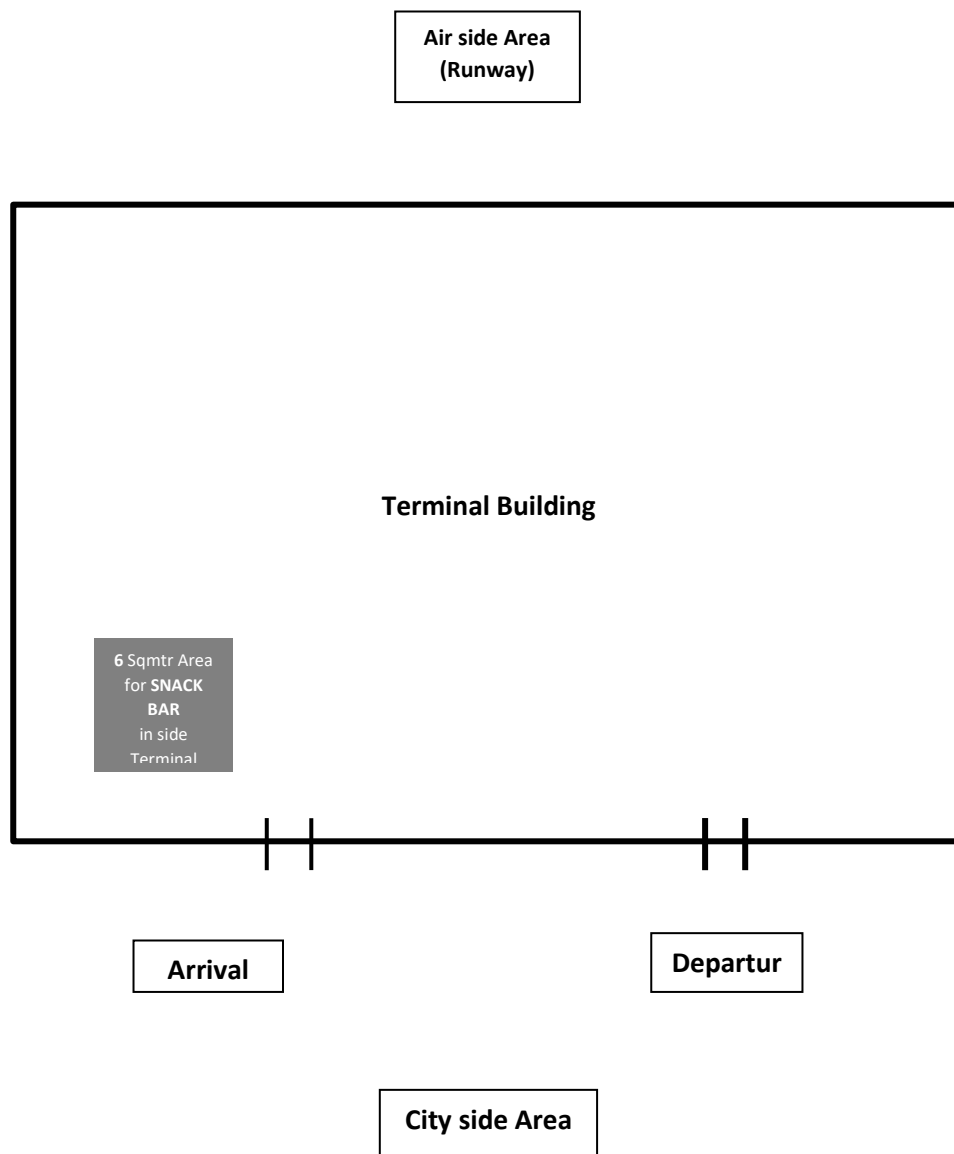 Air side Area
(Runway)
Terminal Building
6 Sqmtr Area
for SNACK
BAR
in side
Terminal
Arrival
Departur
City side Area